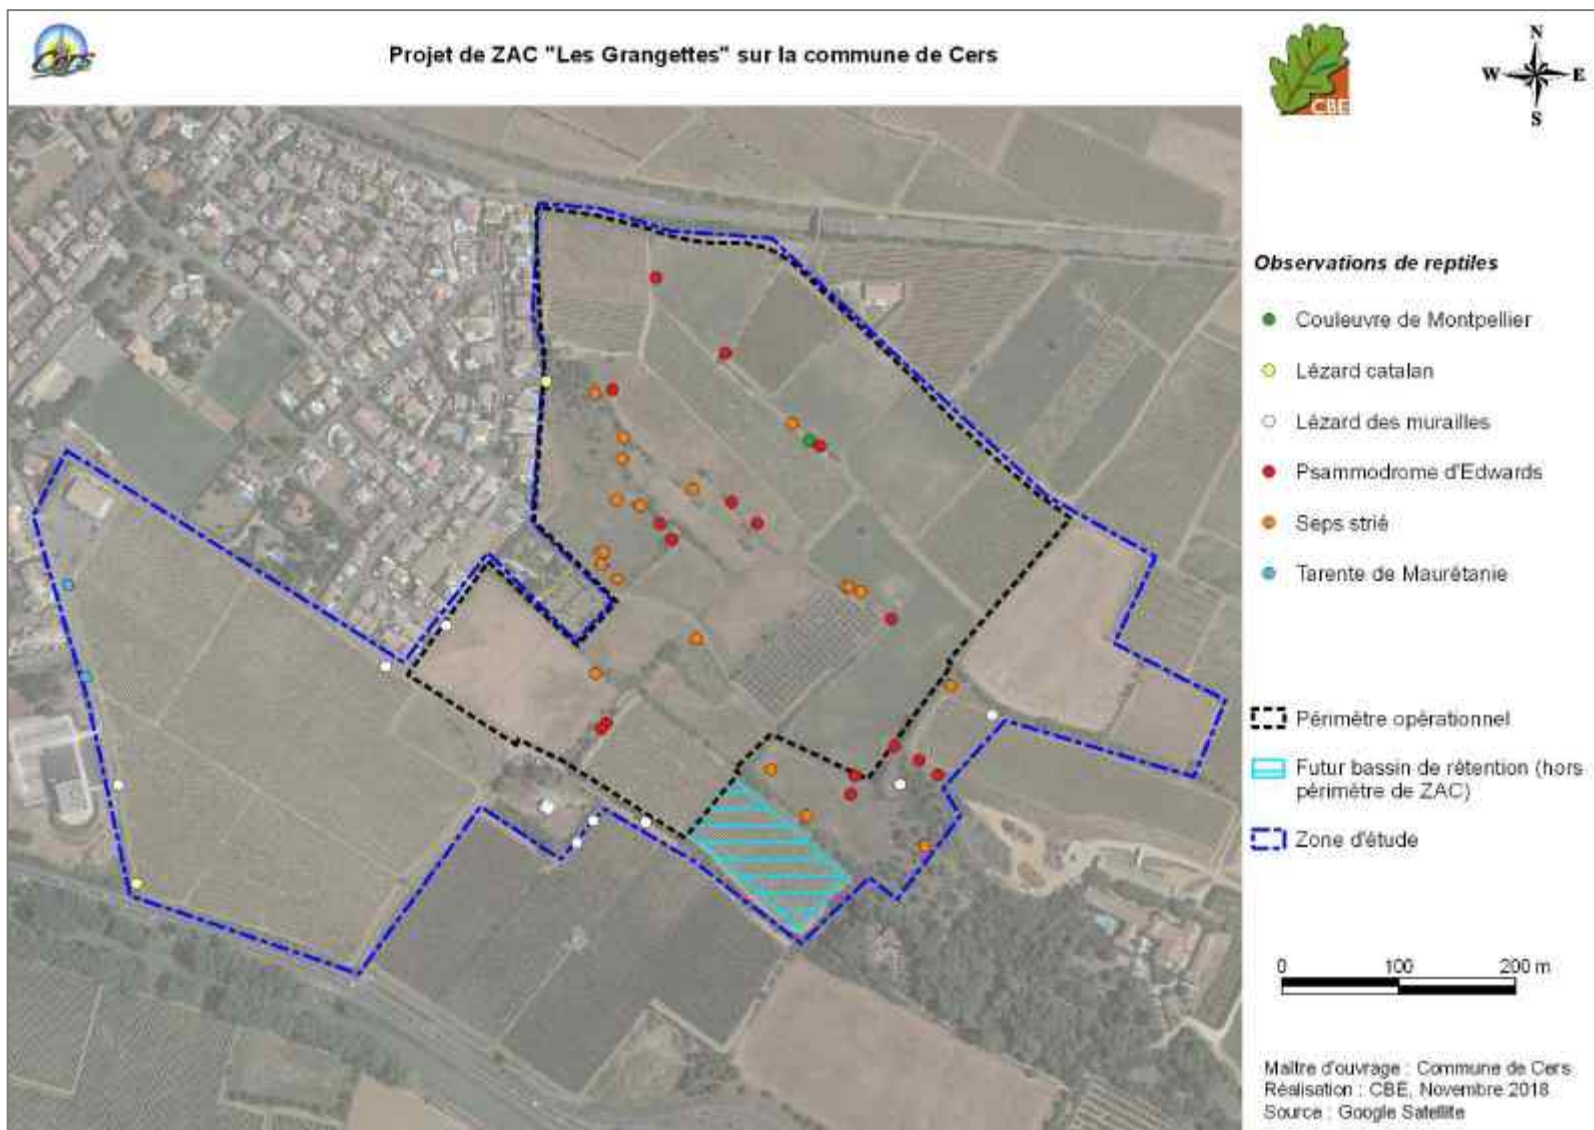 Cers
Projet de ZAC "Les Grangettes" sur la commune de Cers
CBE
N
W E
S
Observations de reptiles
Couleuvre de Montpellier
Lézard catalan
Lézard des murailles
Psammodrome d'Edwards
Seps strié
Tarente de Maurétanie
Périmètre opérationnel
Futur bassin de rétention (hors
périmètre de ZAC)
Zone d'étude
0 100 200 m
Maître d'ouvrage : Commune de Cers
Réalisation : CBE, Novembre 2018
Source : Google Satellite